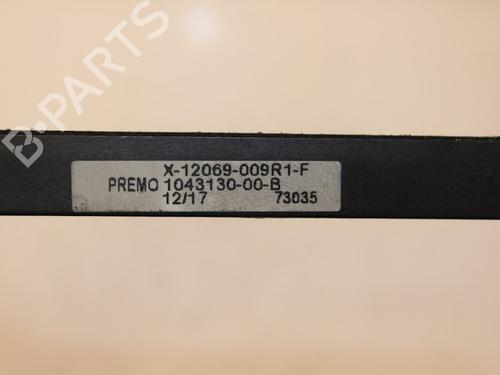 B-PARTS
X-12069-009R1-F
PREMO 1043130-00-B
12/17 73035